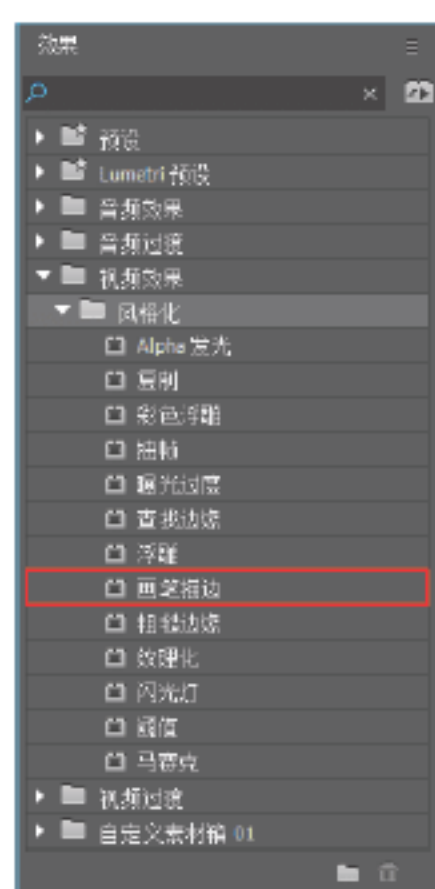 效果
预设
Lumetri 预设
音频效果
音频过渡
视频效果
风格化
Alpha 发光
复制
彩色浮雕
抽帧
曝光过度
查找边缘
浮雕
画笔描边
粗糙边缘
纹理化
闪光灯
阈值
马赛克
视频过渡
自定义素材箱 01